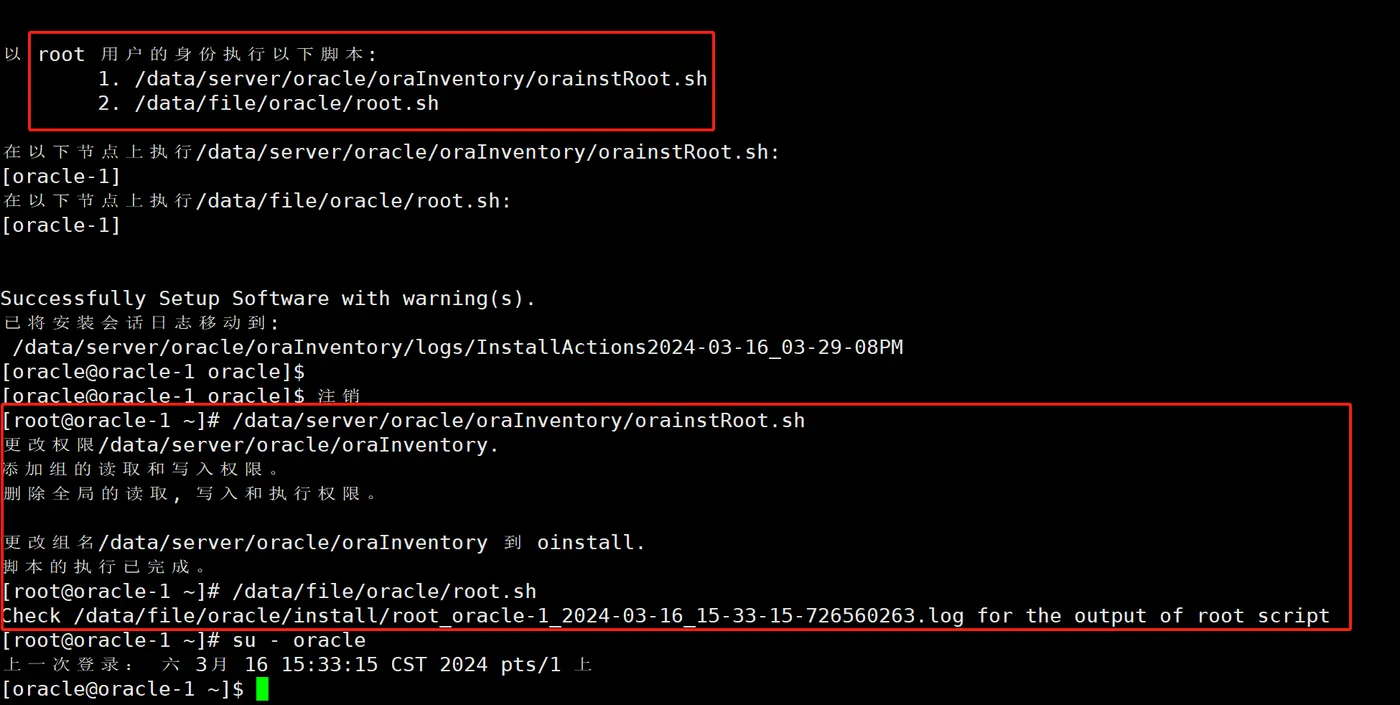 以 root 用户的身份执行以下脚本:
1. /data/server/oracle/oraInventory/orainstRoot.sh
2. /data/file/oracle/root.sh
在以下节点上执行/data/server/oracle/oraInventory/orainstRoot.sh:
[oracle-1]
在以下节点上执行/data/file/oracle/root.sh:
[oracle-1]
Successfully Setup Software with warning(s).
已将安装会话日志移动到:
/data/server/oracle/oraInventory/logs/InstallActions2024-03-16_03-29-08PM
[oracle@oracle-1 oracle]$
[oracle@oracle-1 oracle]$ 注销
[root@oracle-1 ~]# /data/server/oracle/oraInventory/orainstRoot.sh
更改权限/data/server/oracle/oraInventory.
添加组的读取和写入权限。
删除全局的读取, 写入和执行权限。
更改组名/data/server/oracle/oraInventory 到 oinstall.
脚本的执行已完成。
[root@oracle-1 ~]# /data/file/oracle/root.sh
Check /data/file/oracle/install/root_oracle-1_2024-03-16_15-33-15-726560263.log for the output of root script
[root@oracle-1 ~]# su - oracle
上一次登录: 六 3月 16 15:33:15 CST 2024 pts/1 上
[oracle@oracle-1 ~]$